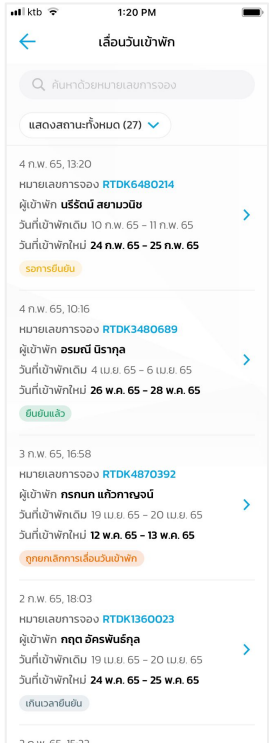 ktb 1:20 PM
เลื่อนวันเข้าพัก
ค้นหาด้วยหมายเลขการจอง
แสดงสถานะทั้งหมด (27)
4 ก.พ. 65, 13:20
หมายเลขการจอง RTDK6480214
ผู้เข้าพัก นรีรัตน์ สยามวนิช
วันที่เข้าพักเดิม 10 ก.พ. 65 - 11 ก.พ. 65
วันที่เข้าพักใหม่ 24 ก.พ. 65 - 25 ก.พ. 65
รอการยืนยัน
4 ก.พ. 65, 10:16
หมายเลขการจอง RTDK3480689
ผู้เข้าพัก อรมณี นิรากุล
วันที่เข้าพักเดิม 4 เม.ย. 65 - 6 เม.ย. 65
วันที่เข้าพักใหม่ 26 พ.ค. 65 - 28 พ.ค. 65
ยืนยันแล้ว
3 ก.พ. 65, 16:58
หมายเลขการจอง RTDK4870392
ผู้เข้าพัก กรกนก แก้วกาญจน์
วันที่เข้าพักเดิม 19 เม.ย. 65 - 20 เม.ย. 65
วันที่เข้าพักใหม่ 12 พ.ค. 65 - 13 พ.ค. 65
ถูกยกเลิกการเลื่อนวันเข้าพัก
2 ก.พ. 65, 18:03
หมายเลขการจอง RTDK1360023
ผู้เข้าพัก กฤต อัครพันธ์กุล
วันที่เข้าพักเดิม 19 เม.ย. 65 - 20 เม.ย. 65
วันที่เข้าพักใหม่ 24 พ.ค. 65 - 25 พ.ค. 65
เกินเวลายืนยัน